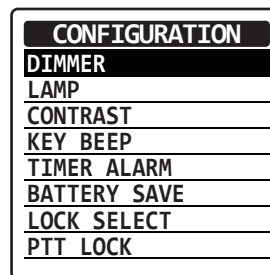 CONFIGURATION
DIMMER
LAMP
CONTRAST
KEY BEEP
TIMER ALARM
BATTERY SAVE
LOCK SELECT
PTT LOCK